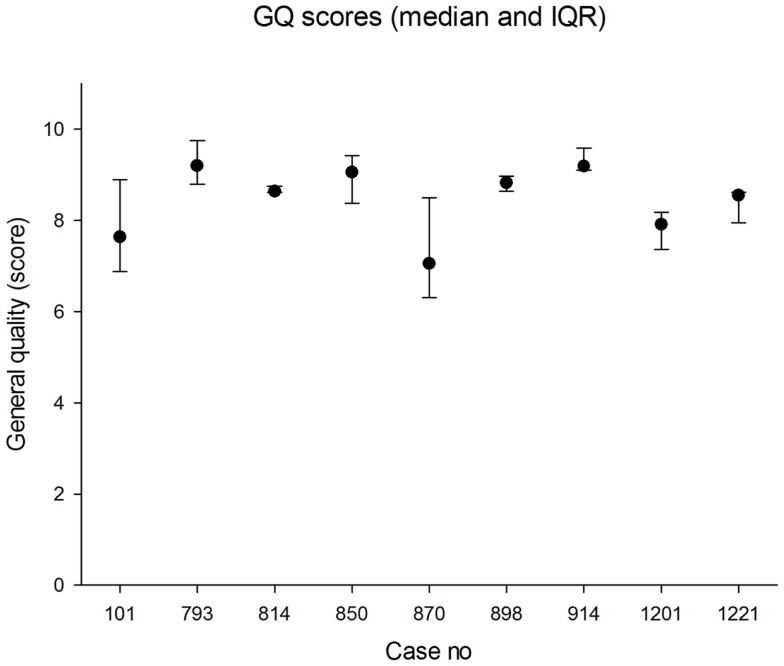 GQ scores (median and IQR)
General quality (score)
10
8
6
4
2
0
101 793 814 850 870 898 914 1201 1221
Case no